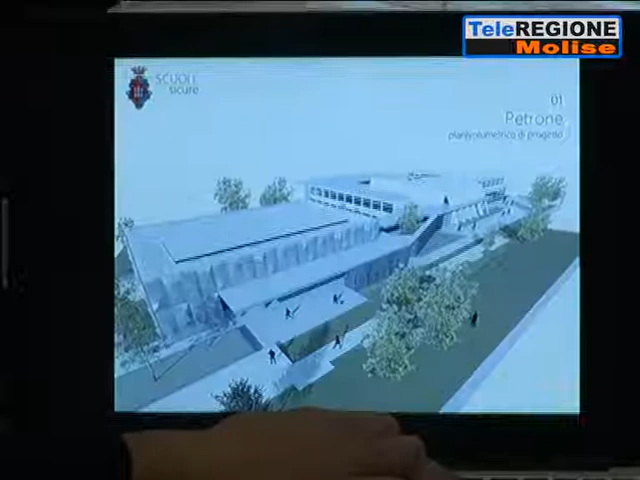 TeleREGIONE
Molise
SCUOLE
sicure
01
Petrone
planivolumetrico di progetto